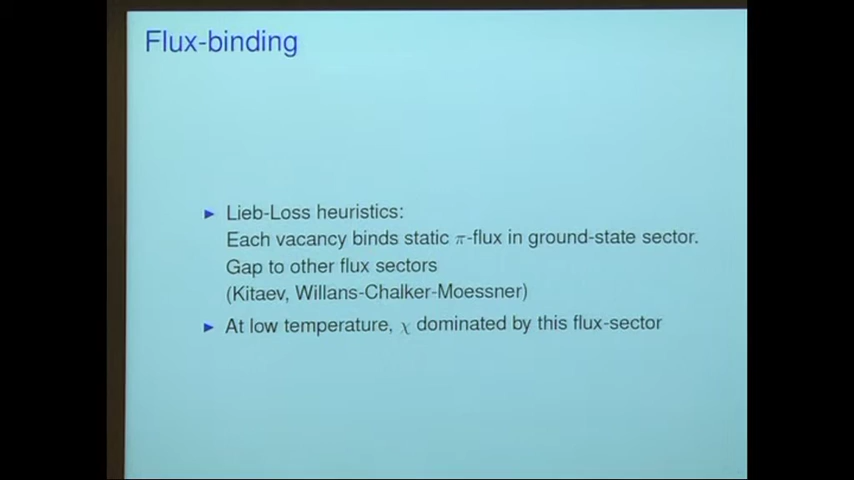 Flux-binding
▶ Lieb-Loss heuristics:
Each vacancy binds static π-flux in ground-state sector.
Gap to other flux sectors
(Kitaev, Willans-Chalker-Moessner)
▶ At low temperature, χ dominated by this flux-sector